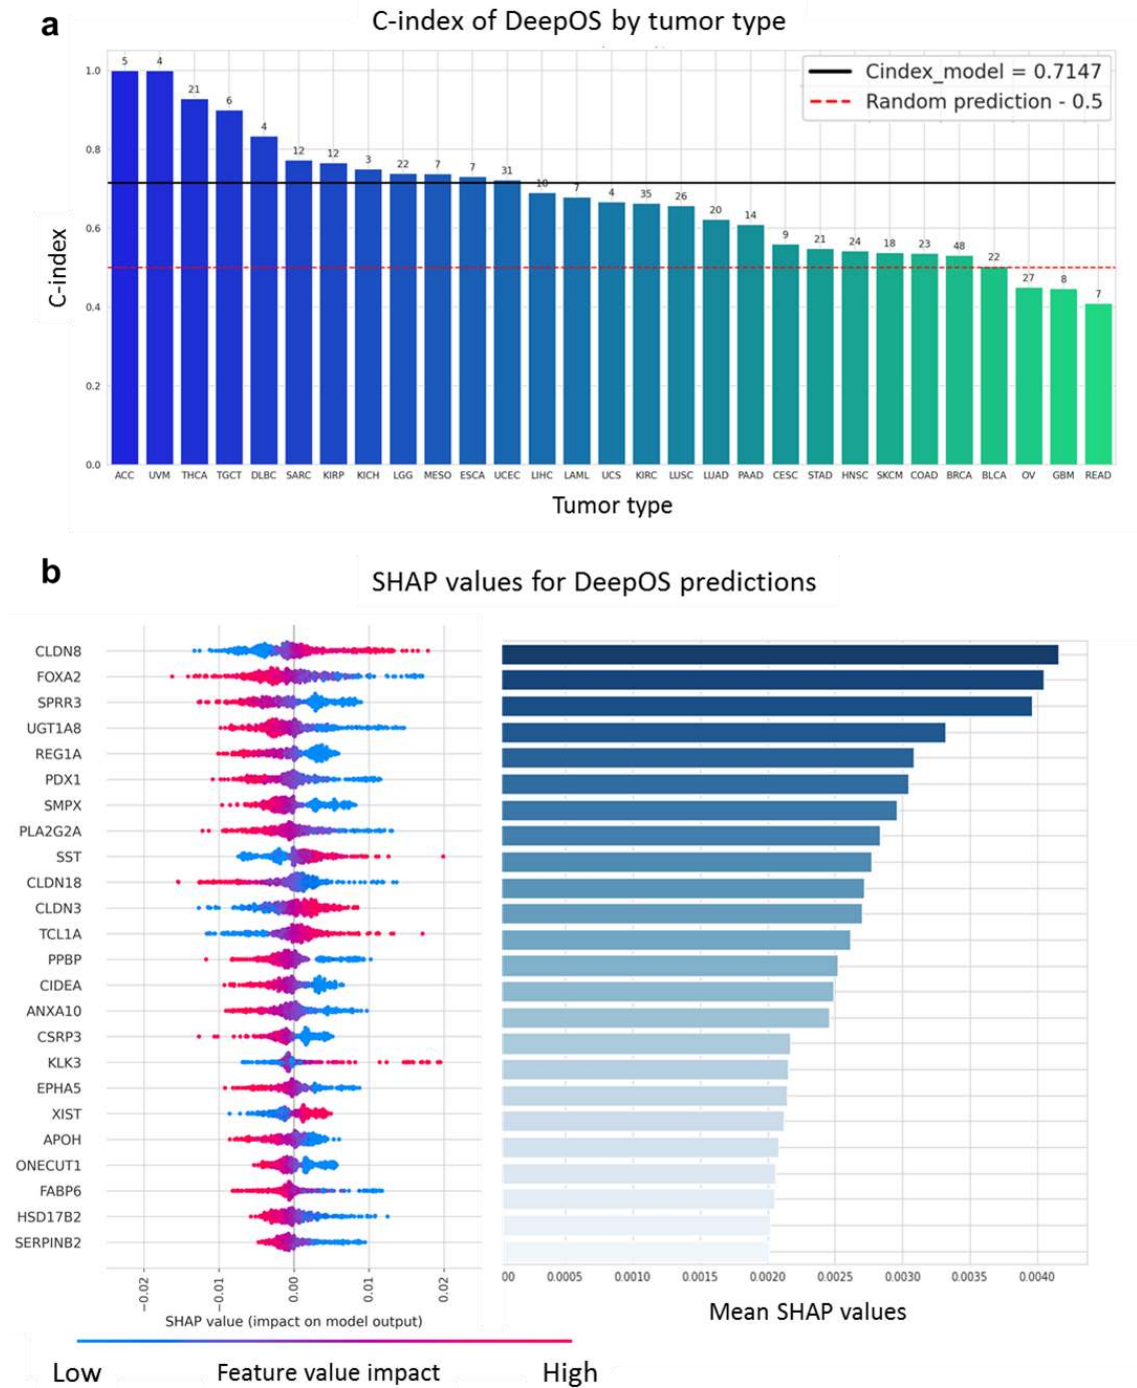 a
C-index of DeepOS by tumor type
Cindex_model = 0.7147
Random prediction - 0.5
5 4 21 6 4 12 12 3 22 7 7 31 10 7 4 35 26 20 14 9 21 24 18 23 48 22 27 8 7
1.0
0.8
0.6
0.4
0.2
0.0
C-index
ACC UVM THCA TGCT DLBC SARC KIRP KICH LGG MESO ESCA UCEC LIHC LAML UCS KIRC LUSC LUAD PAAD CESC STAD HNSC SKCM COAD BRCA BLCA OV GBM READ
Tumor type
b
SHAP values for DeepOS predictions
CLDN8
FOXA2
SPRR3
UGT1A8
REG1A
PDX1
SMPX
PLA2G2A
SST
CLDN18
CLDN3
TCL1A
PPBP
CIDEA
ANXA10
CSRP3
KLK3
EPHA5
XIST
APOH
ONECUT1
FABP6
HSD17B2
SERPINB2
−0.02 −0.01 0.00 0.01 0.02
SHAP value (impact on model output)
00 0.0005 0.0010 0.0015 0.0020 0.0025 0.0030 0.0035 0.0040
Mean SHAP values
Low Feature value impact High